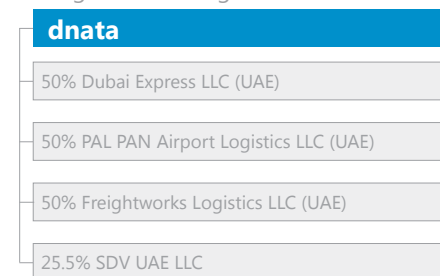 dnata
50% Dubai Express LLC (UAE)
50% PAL PAN Airport Logistics LLC (UAE)
50% Freightworks Logistics LLC (UAE)
25.5% SDV UAE LLC